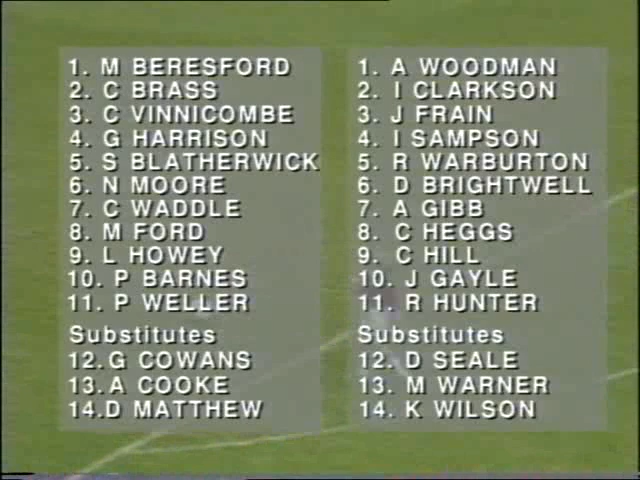 1. M BERESFORD
2. C BRASS
3. C VINNICOMBE
4. G HARRISON
5. S BLATHERWICK
6. N MOORE
7. C WADDLE
8. M FORD
9. L HOWEY
10. P BARNES
11. P WELLER
Substitutes
12. G COWANS
13. A COOKE
14. D MATTHEW
1. A WOODMAN
2. I CLARKSON
3. J FRAIN
4. I SAMPSON
5. R WARBURTON
6. D BRIGHTWELL
7. A GIBB
8. C HEGGS
9. C HILL
10. J GAYLE
11. R HUNTER
Substitutes
12. D SEALE
13. M WARNER
14. K WILSON